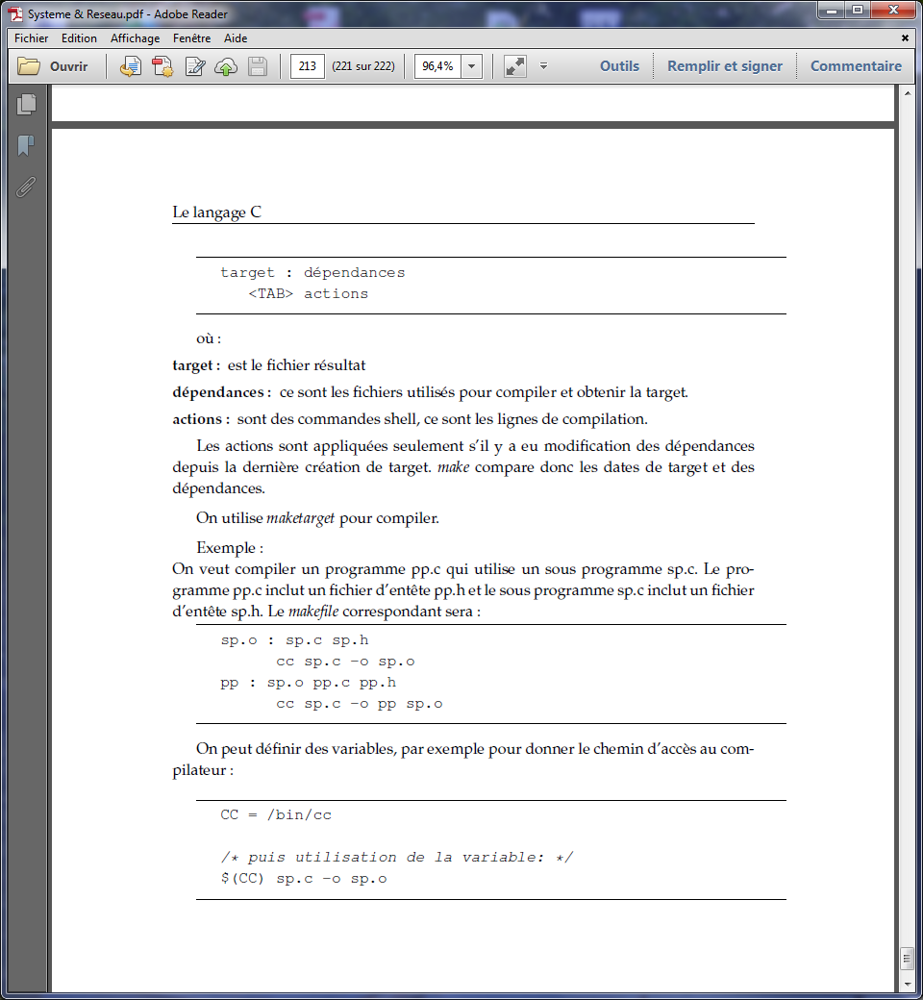 Systeme & Reseau.pdf - Adobe Reader
Fichier Edition Affichage Fenêtre Aide
Ouvrir 213 (221 sur 222) 96,4% Outils Remplir et signer Commentaire
Le langage C
target : dépendances
<TAB> actions
où :
target : est le fichier résultat
dépendances : ce sont les fichiers utilisés pour compiler et obtenir la target.
actions : sont des commandes shell, ce sont les lignes de compilation.
Les actions sont appliquées seulement s'il y a eu modification des dépendances
depuis la dernière création de target. make compare donc les dates de target et des
dépendances.
On utilise maketarget pour compiler.
Exemple :
On veut compiler un programme pp.c qui utilise un sous programme sp.c. Le pro-
gramme pp.c inclut un fichier d'entête pp.h et le sous programme sp.c inclut un fichier
d'entête sp.h. Le makefile correspondant sera :
sp.o : sp.c sp.h
cc sp.c -o sp.o
pp : sp.o pp.c pp.h
cc sp.c -o pp sp.o
On peut définir des variables, par exemple pour donner le chemin d'accès au com-
pilateur :
CC = /bin/cc
/* puis utilisation de la variable: */
$(CC) sp.c -o sp.o